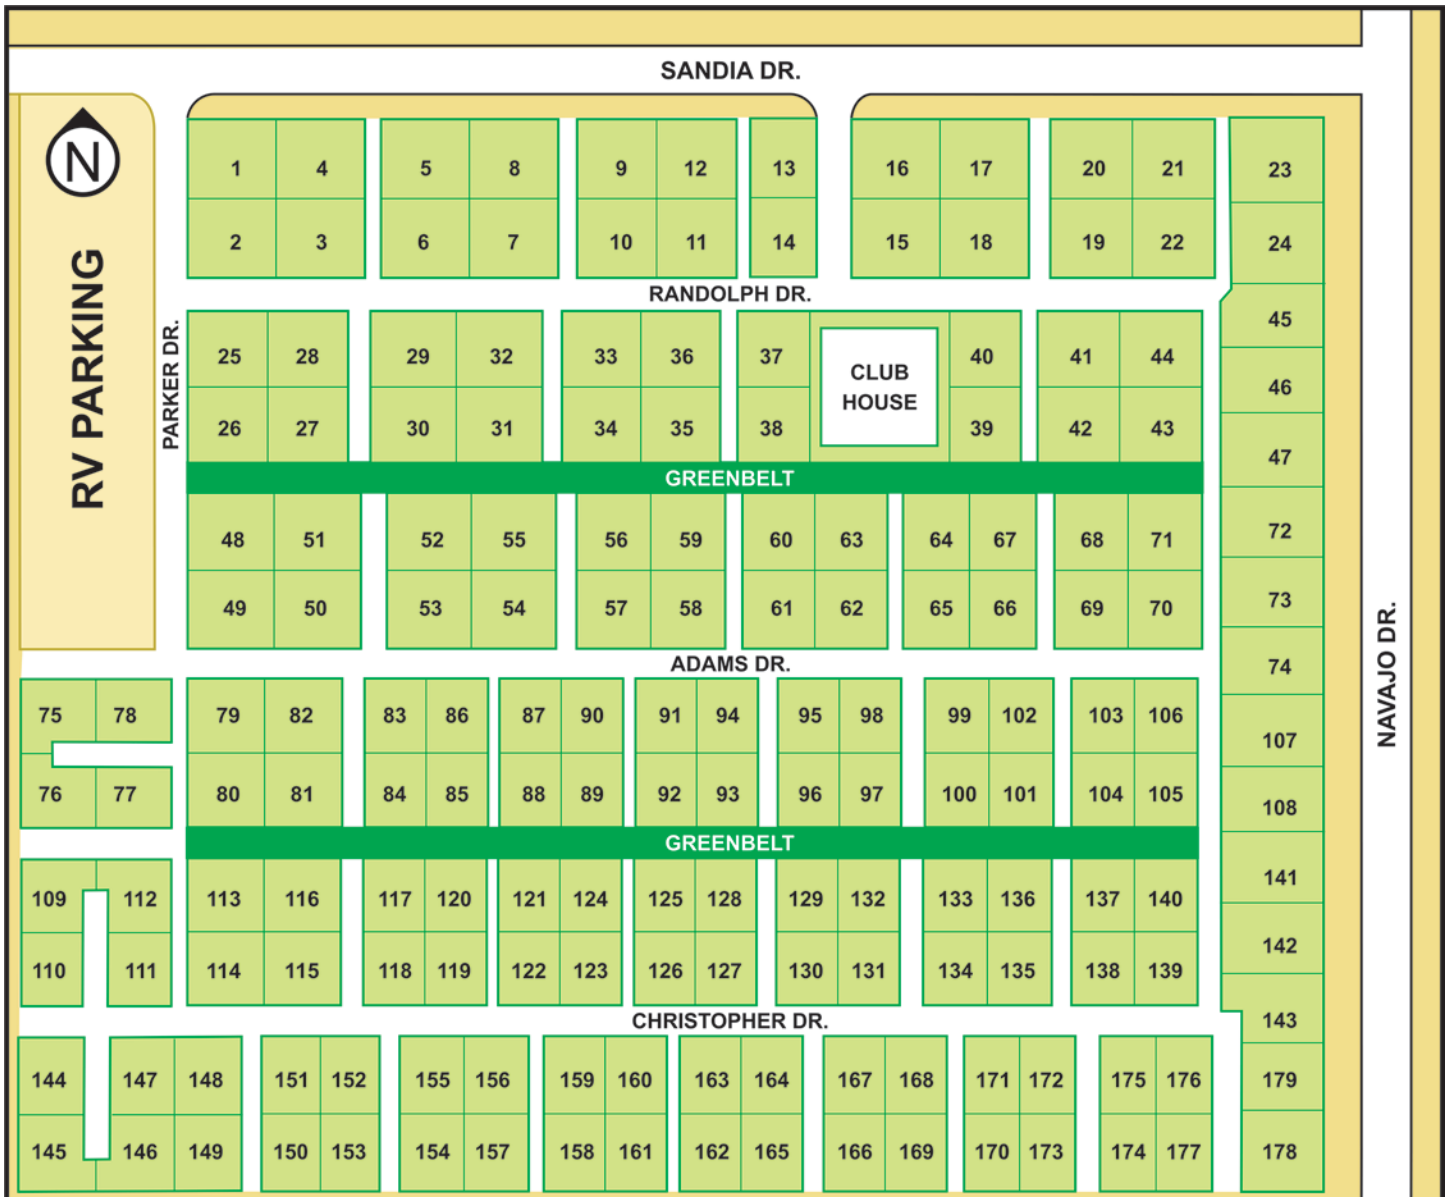 SANDIA DR.
N
RV PARKING
1 4 5 8 9 12 13 16 17 20 21 23
2 3 6 7 10 11 14 15 18 19 22 24
RANDOLPH DR.
45
PARKER DR.
25 28 29 32 33 36 37 40 41 44
CLUB
HOUSE
46
26 27 30 31 34 35 38 39 42 43
47
GREENBELT
48 51 52 55 56 59 60 63 64 67 68 71 72
49 50 53 54 57 58 61 62 65 66 69 70 73
ADAMS DR.
74
NAVAJO DR.
75 78 79 82 83 86 87 90 91 94 95 98 99 102 103 106
107
76 77 80 81 84 85 88 89 92 93 96 97 100 101 104 105 108
GREENBELT
141
109 112 113 116 117 120 121 124 125 128 129 132 133 136 137 140
142
110 111 114 115 118 119 122 123 126 127 130 131 134 135 138 139
CHRISTOPHER DR.
143
144 147 148 151 152 155 156 159 160 163 164 167 168 171 172 175 176 179
145 146 149 150 153 154 157 158 161 162 165 166 169 170 173 174 177 178